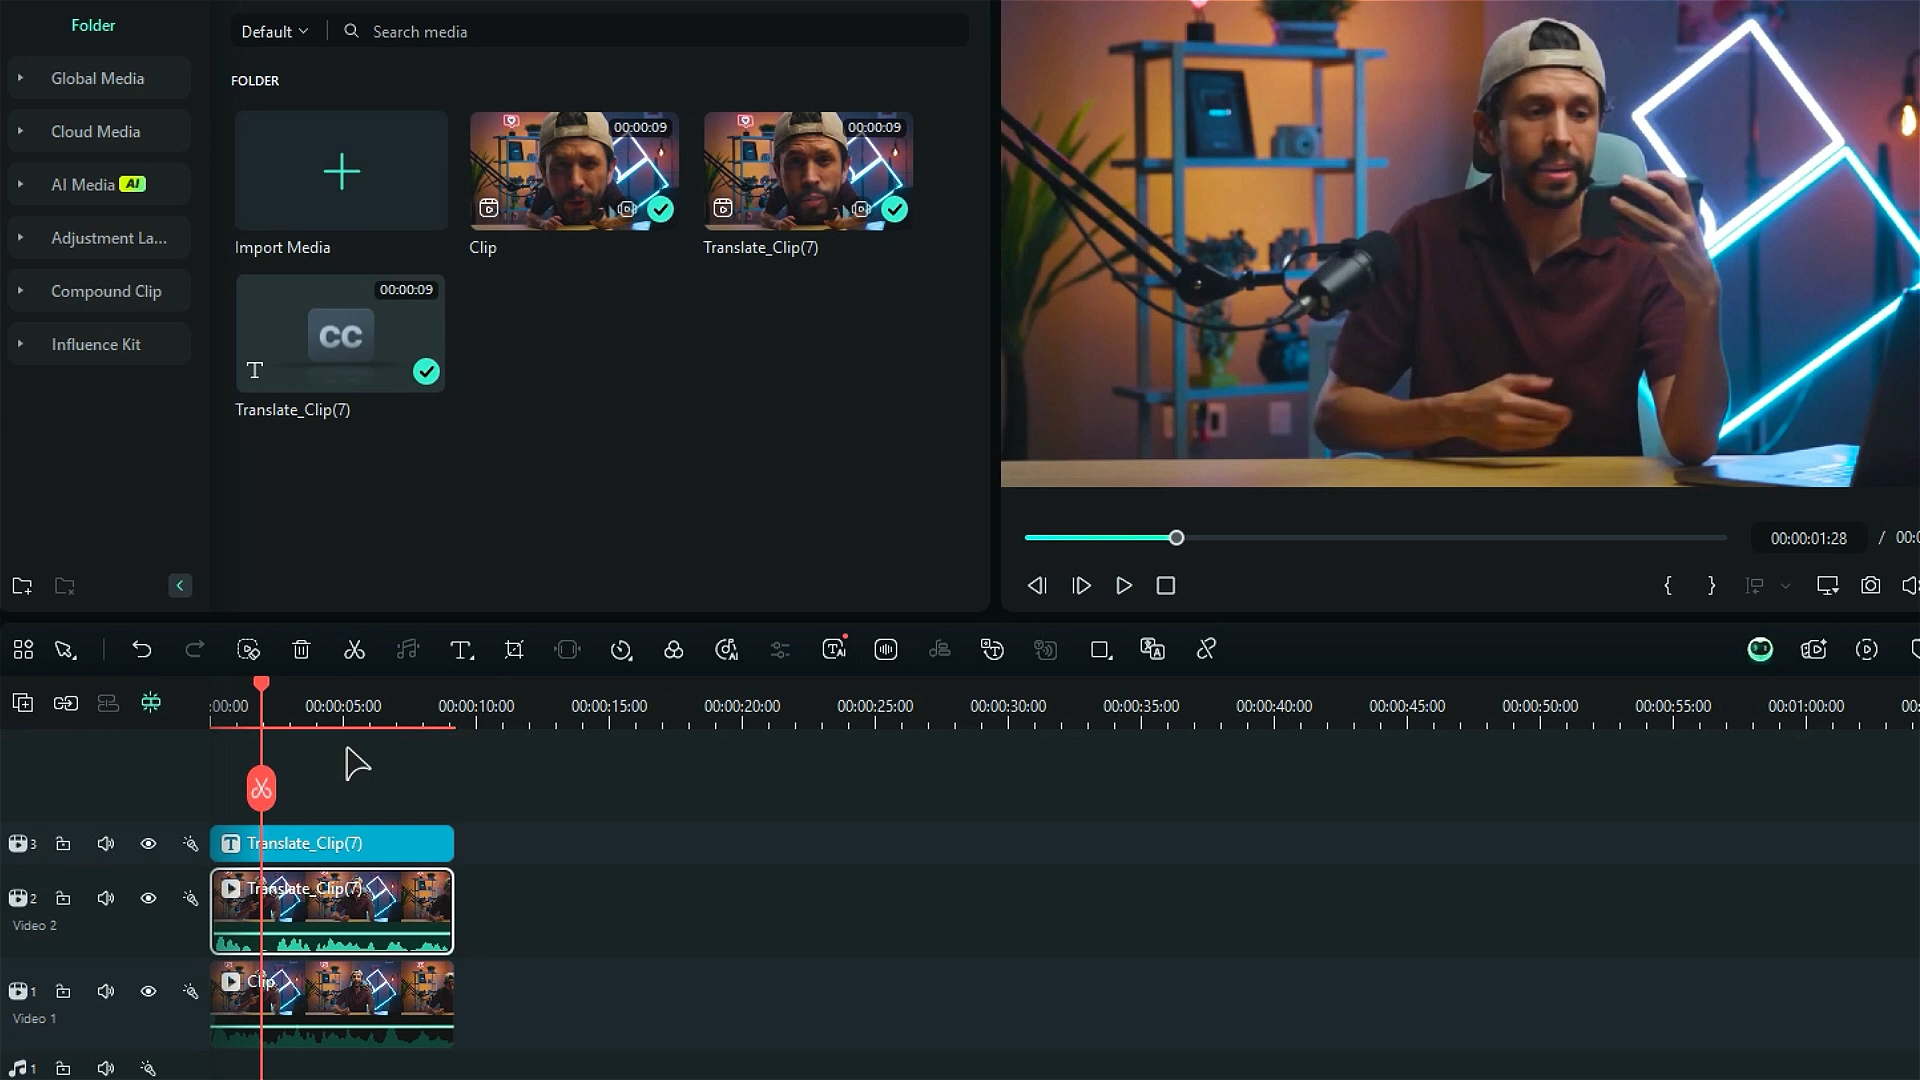 Folder
Global Media
Cloud Media
AI Media AI
Adjustment La...
Compound Clip
Influence Kit
Default
Search media
FOLDER
Import Media
00:00:09
Clip
00:00:09
Translate_Clip(7)
00:00:09
CC
T
Translate_Clip(7)
00:00:01:28 / 00:0
:00:00 00:00:05:00 00:00:10:00 00:00:15:00 00:00:20:00 00:00:25:00 00:00:30:00 00:00:35:00 00:00:40:00 00:00:45:00 00:00:50:00 00:00:55:00 00:01:00:00 00:
3
T Translate_Clip(7)
2
Video 2
Translate_Clip(7)
1
Video 1
Clip
1